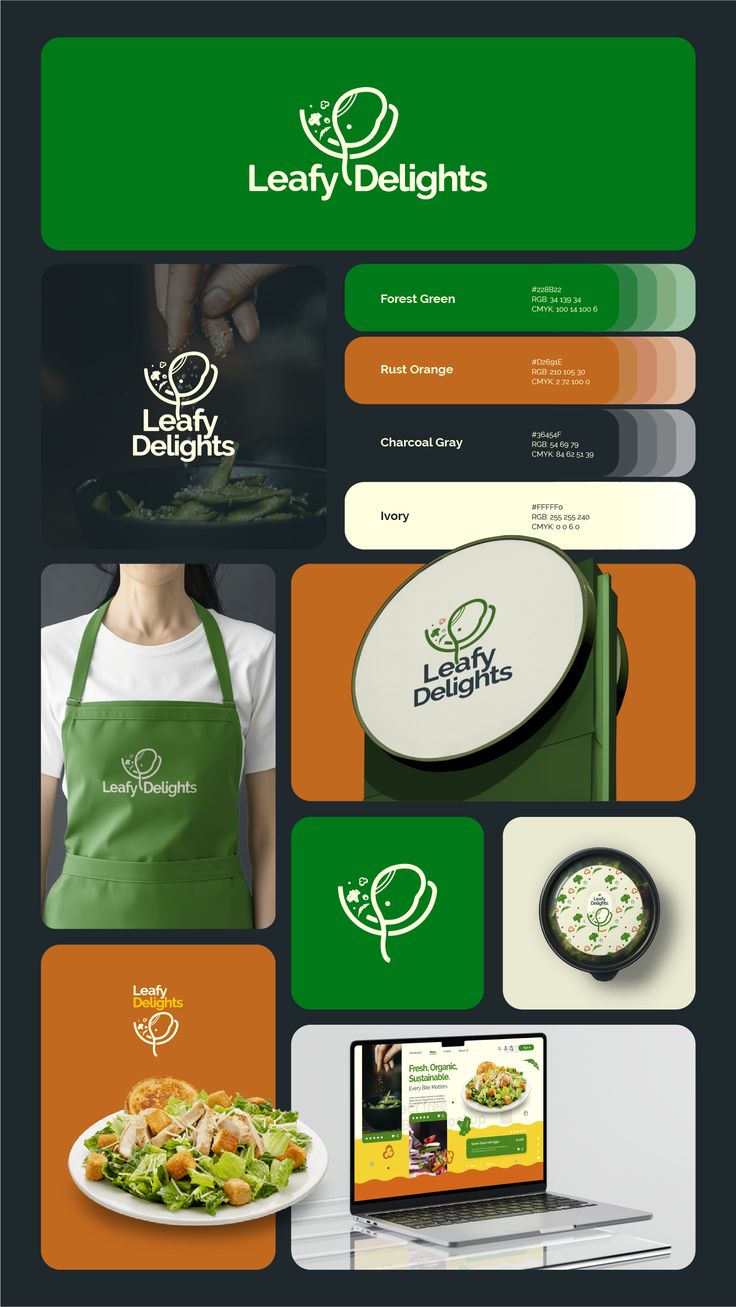 Leafy Delights
Leafy
Delights
Forest Green
#228B22
RGB: 34 139 34
CMYK: 100 14 100 6
Rust Orange
#D2691E
RGB: 210 105 30
CMYK: 2 72 100 0
Charcoal Gray
#36454F
RGB: 54 69 79
CMYK: 84 62 51 39
Ivory
#FFFFF0
RGB: 255 255 240
CMYK: 0 0 6 0
Leafy Delights
Leafy
Delights
Leafy
Delights
Leafy
Delights
Fresh, Organic,
Sustainable.
Every Bite Matters